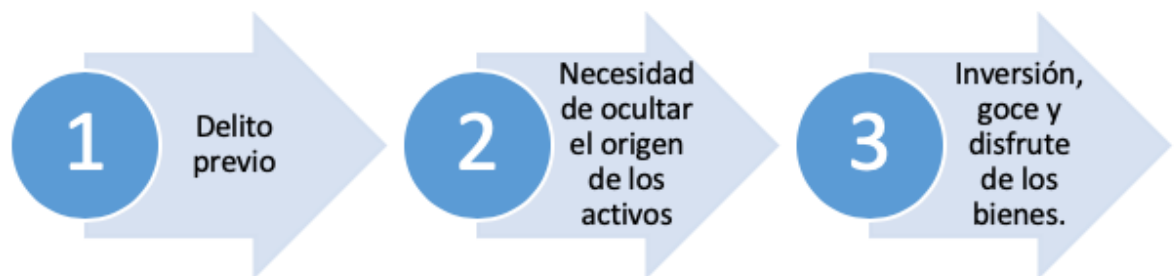 1
Delito
previo
2
Necesidad
de ocultar
el origen
de los
activos
3
Inversión,
goce y
disfrute
de los
bienes.